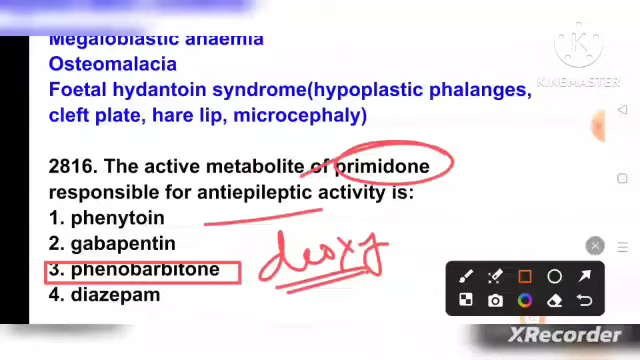 Megaloblastic anaemia
Osteomalacia
Foetal hydantoin syndrome(hypoplastic phalanges,
cleft plate, hare lip, microcephaly)
2816. The active metabolite of primidone
responsible for antiepileptic activity is:
1. phenytoin
2. gabapentin
3. phenobarbitone
4. diazepam
deoxy
K
KINEMASTER
XRecorder